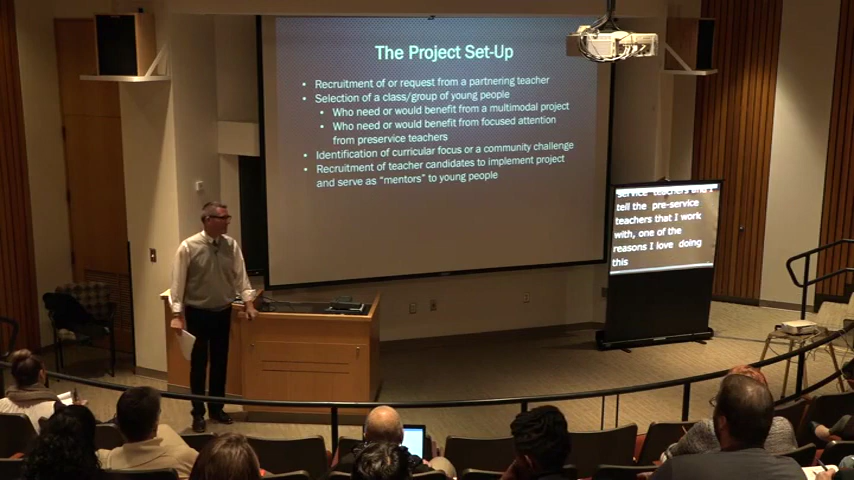 The Project Set-Up
• Recruitment of or request from a partnering teacher
• Selection of a class/group of young people
• Who need or would benefit from a multimodal project
• Who need or would benefit from focused attention
from preservice teachers
• Identification of curricular focus or a community challenge
• Recruitment of teacher candidates to implement project
and serve as “mentors” to young people
service teachers and I
tell the pre-service
teachers that I work
with, one of the
reasons I love doing
this